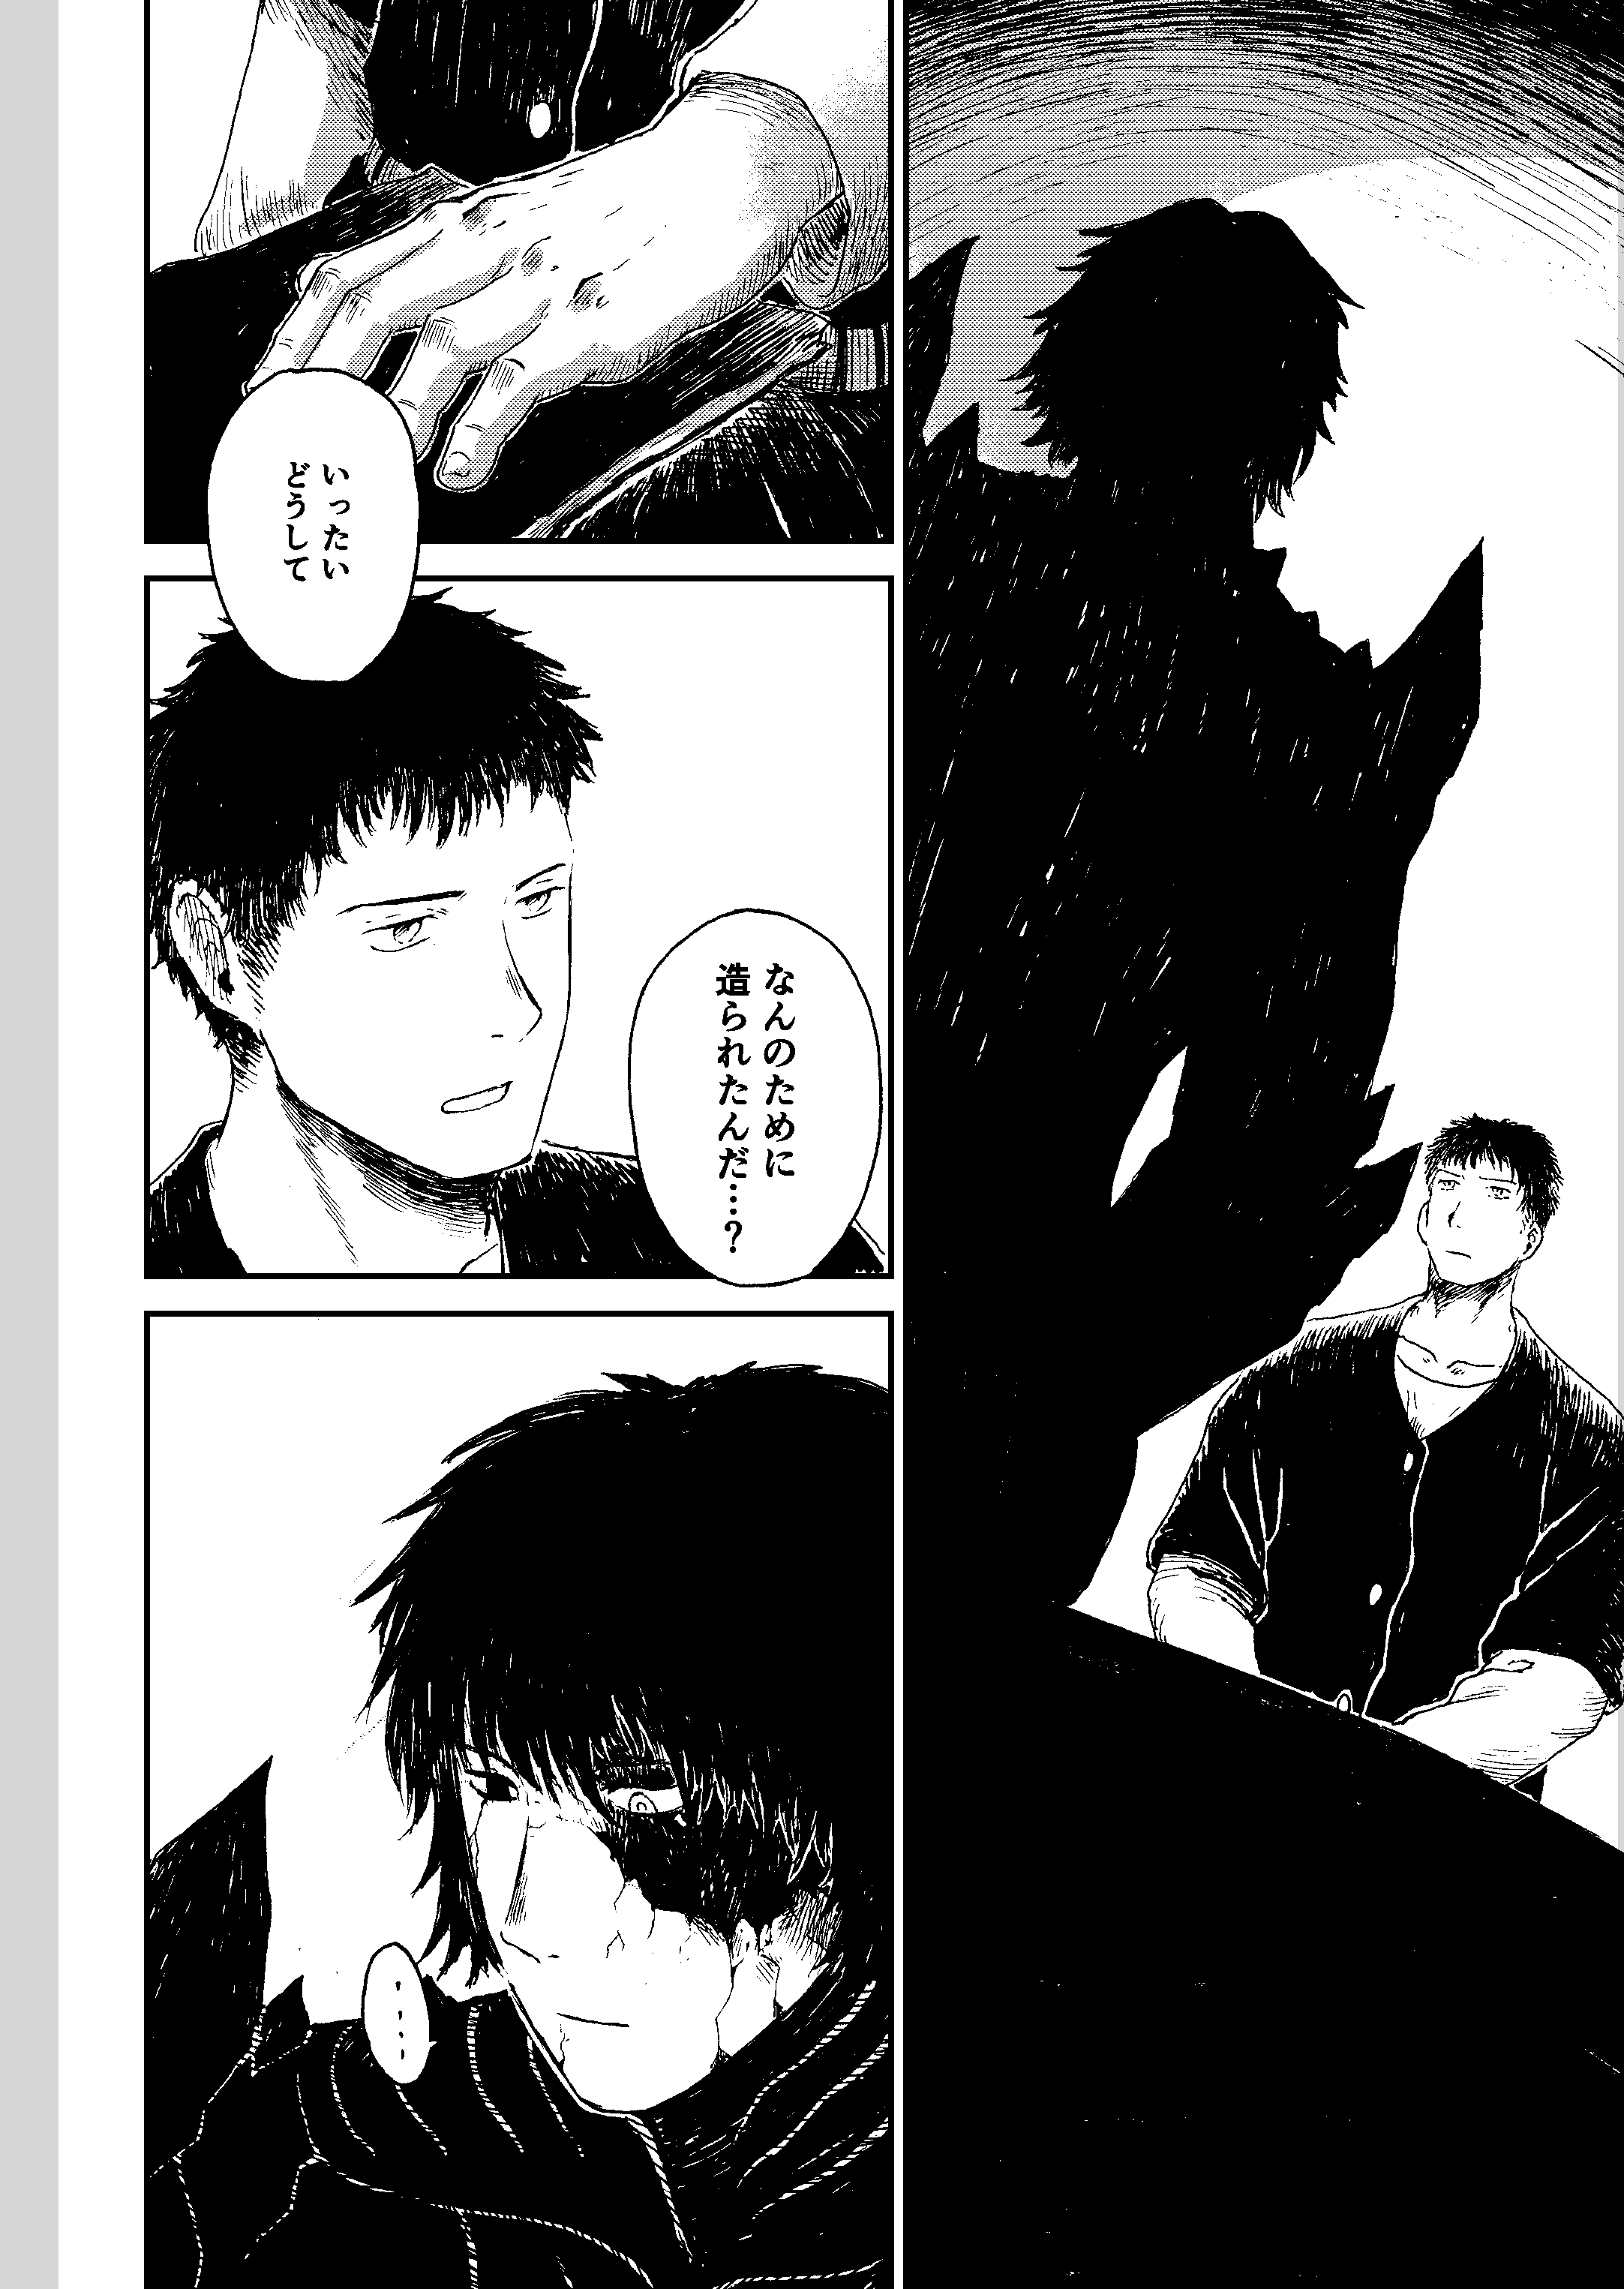 いったい
どうして
なんのために
造られたんだ…？
……